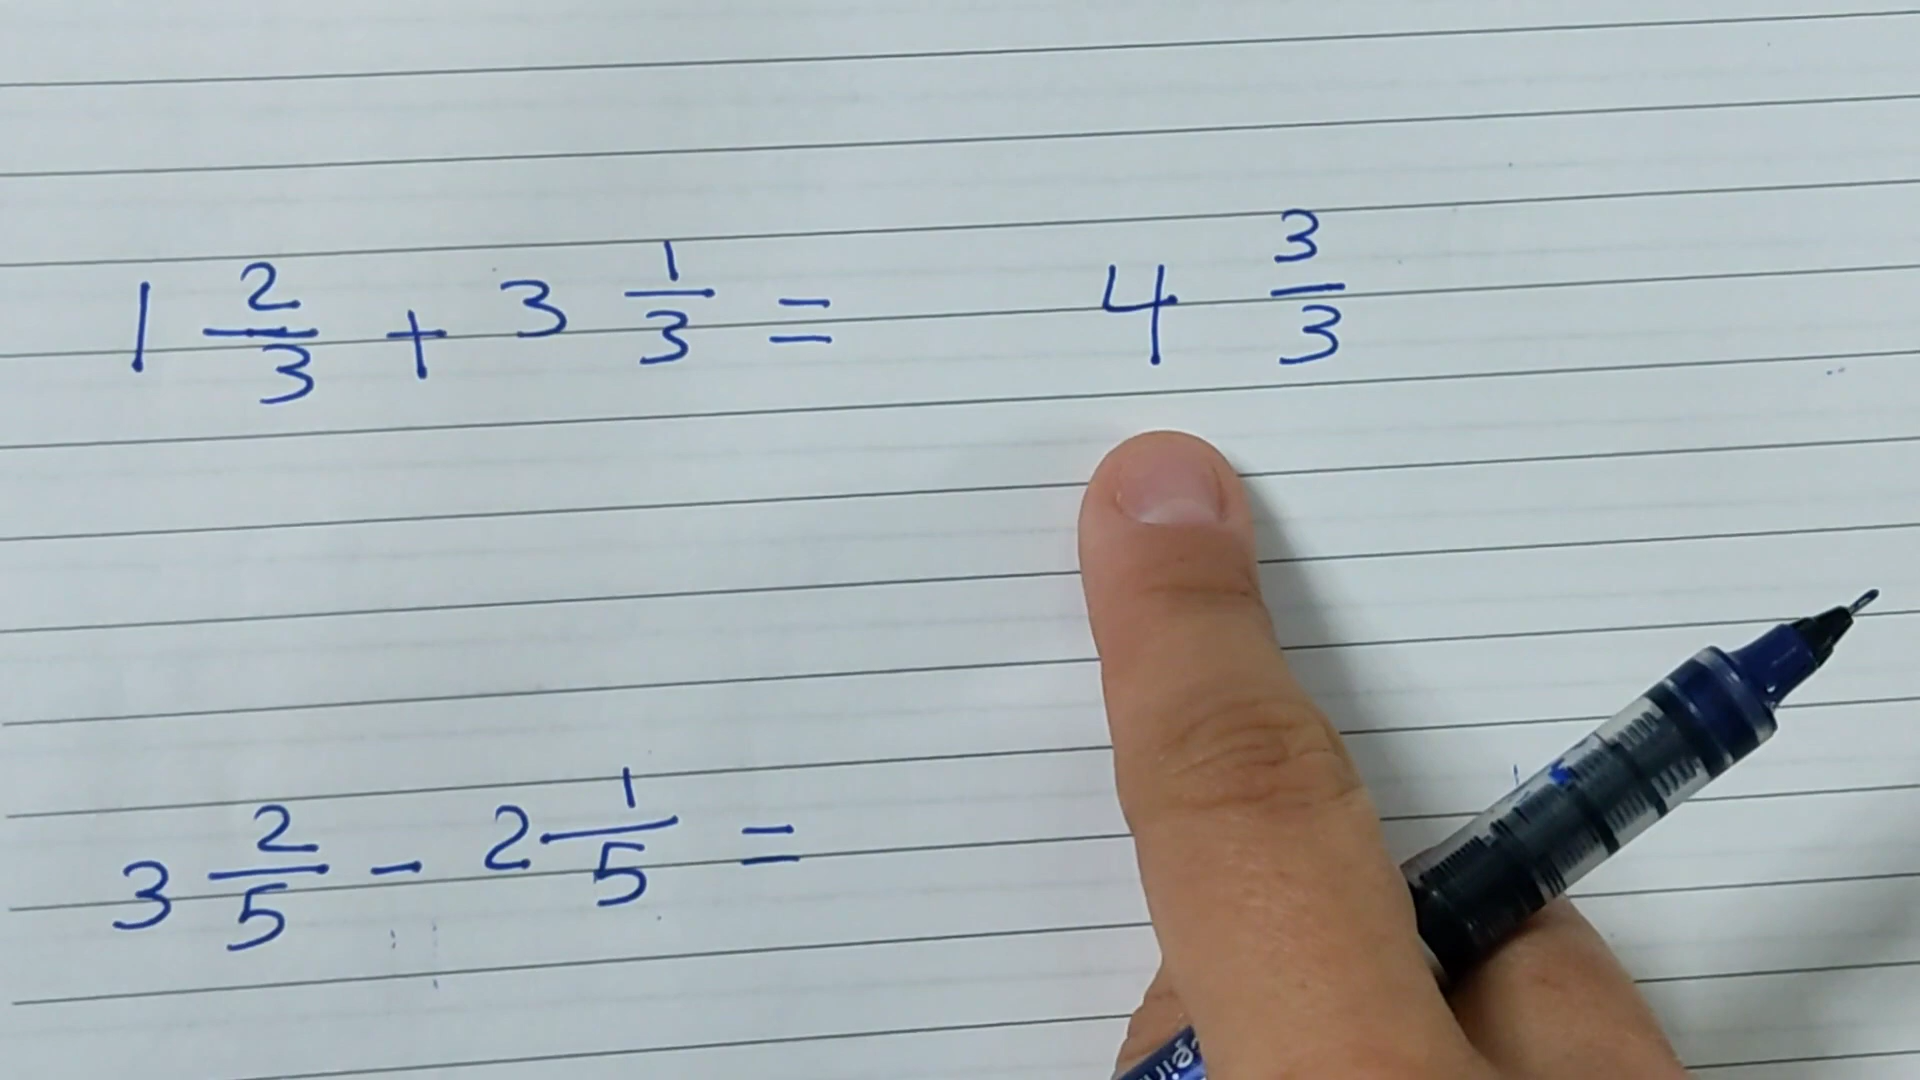 1 2/3 + 3 1/3 = 4 3/3
3 2/5 - 2 1/5 =